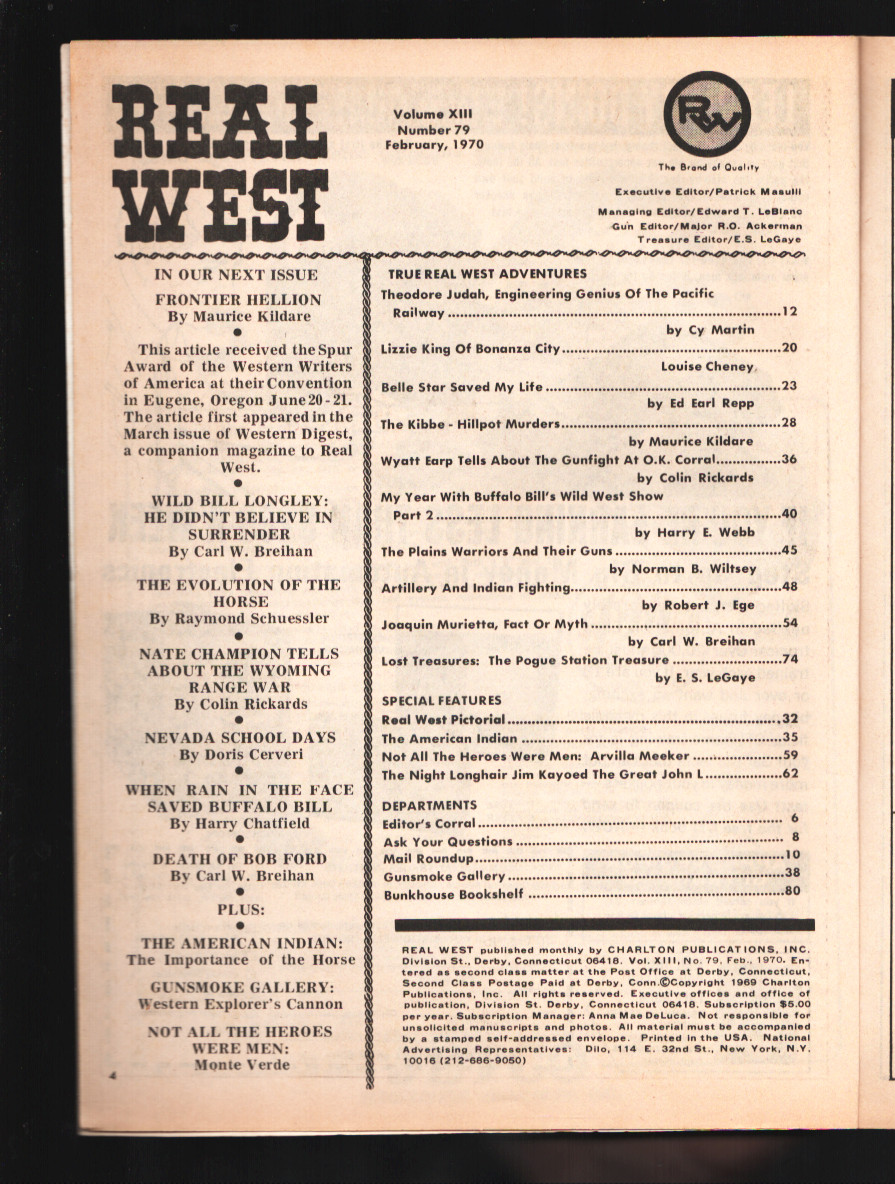 REAL
WEST
Volume XIII
Number 79
February, 1970
RW
The Brand of Quality
Executive Editor/Patrick Masulli
Managing Editor/Edward T. LeBlanc
Gun Editor/Major R.O. Ackerman
Treasure Editor/E.S. LeGaye
IN OUR NEXT ISSUE
FRONTIER HELLION
By Maurice Kildare
●
This article received the Spur
Award of the Western Writers
of America at their Convention
in Eugene, Oregon June 20-21.
The article first appeared in the
March issue of Western Digest,
a companion magazine to Real
West.
●
WILD BILL LONGLEY:
HE DIDN'T BELIEVE IN
SURRENDER
By Carl W. Breihan
●
THE EVOLUTION OF THE
HORSE
By Raymond Schuessler
●
NATE CHAMPION TELLS
ABOUT THE WYOMING
RANGE WAR
By Colin Rickards
●
NEVADA SCHOOL DAYS
By Doris Cerveri
●
WHEN RAIN IN THE FACE
SAVED BUFFALO BILL
By Harry Chatfield
●
DEATH OF BOB FORD
By Carl W. Breihan
●
PLUS:
●
THE AMERICAN INDIAN:
The Importance of the Horse
GUNSMOKE GALLERY:
Western Explorer's Cannon
NOT ALL THE HEROES
WERE MEN:
Monte Verde
4
TRUE REAL WEST ADVENTURES
Theodore Judah, Engineering Genius Of The Pacific
Railway ........ 12
by Cy Martin
Lizzie King Of Bonanza City ........ 20
Louise Cheney
Belle Star Saved My Life ........ 23
by Ed Earl Repp
The Kibbe - Hillpot Murders ........ 28
by Maurice Kildare
Wyatt Earp Tells About The Gunfight At O.K. Corral ........ 36
by Colin Rickards
My Year With Buffalo Bill's Wild West Show
Part 2 ........ 40
by Harry E. Webb
The Plains Warriors And Their Guns ........ 45
by Norman B. Wiltsey
Artillery And Indian Fighting ........ 48
by Robert J. Ege
Joaquin Murietta, Fact Or Myth ........ 54
by Carl W. Breihan
Lost Treasures: The Pogue Station Treasure ........ 74
by E. S. LeGaye
SPECIAL FEATURES
Real West Pictorial ........ 32
The American Indian ........ 35
Not All The Heroes Were Men: Arvilla Meeker ........ 59
The Night Longhair Jim Kayoed The Great John L ........ 62
DEPARTMENTS
Editor's Corral ........ 6
Ask Your Questions ........ 8
Mail Roundup ........ 10
Gunsmoke Gallery ........ 38
Bunkhouse Bookshelf ........ 80
REAL WEST published monthly by CHARLTON PUBLICATIONS, INC.
Division St., Derby, Connecticut 06418. Vol. XIII, No. 79, Feb., 1970. En-
tered as second class matter at the Post Office at Derby, Connecticut,
Second Class Postage Paid at Derby, Conn.©Copyright 1969 Charlton
Publications, Inc. All rights reserved. Executive offices and office of
publication, Division St. Derby, Connecticut 06418. Subscription $5.00
per year. Subscription Manager: Anna Mae DeLuca. Not responsible for
unsolicited manuscripts and photos. All material must be accompanied
by a stamped self-addressed envelope. Printed in the USA. National
Advertising Representatives: Dilo, 114 E. 32nd St., New York, N.Y.
10016 (212-686-9050)